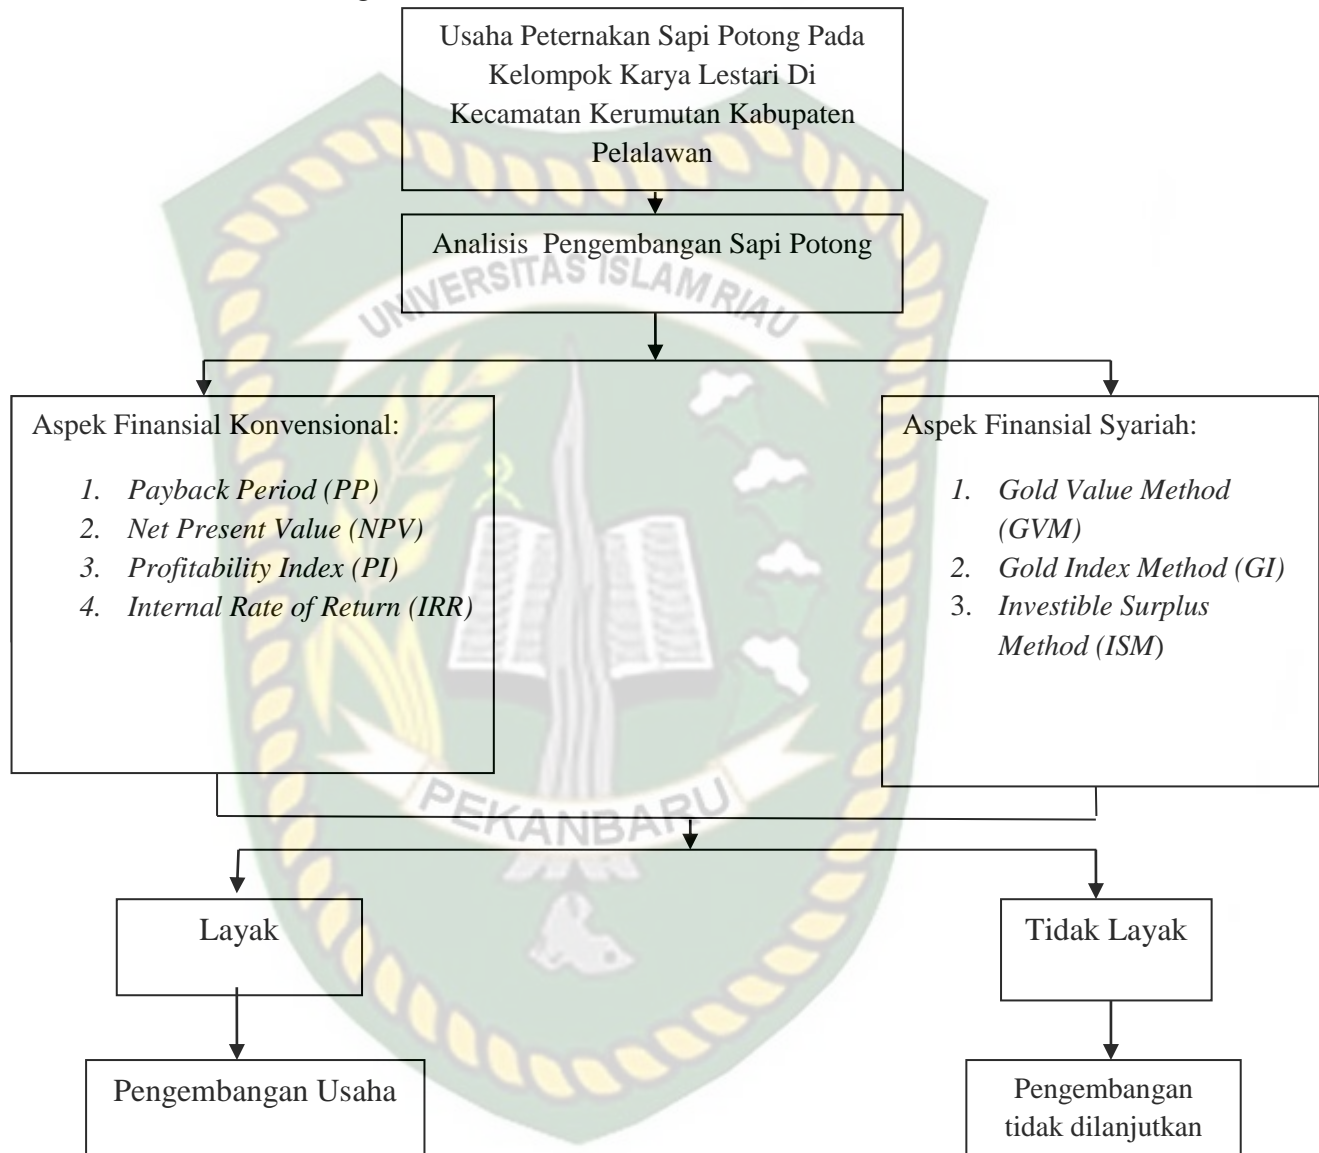 Usaha Peternakan Sapi Potong Pada
Kelompok Karya Lestari Di
Kecamatan Kerumutan Kabupaten
Pelalawan
Analisis Pengembangan Sapi Potong
UNIVERSITAS ISLAM RIAU
Aspek Finansial Konvensional:
1. Payback Period (PP)
2. Net Present Value (NPV)
3. Profitability Index (PI)
4. Internal Rate of Return (IRR)
Aspek Finansial Syariah:
1. Gold Value Method
(GVM)
2. Gold Index Method (GI)
3. Investible Surplus
Method (ISM)
PEKANBARU
Layak
Tidak Layak
Pengembangan Usaha
Pengembangan
tidak dilanjutkan